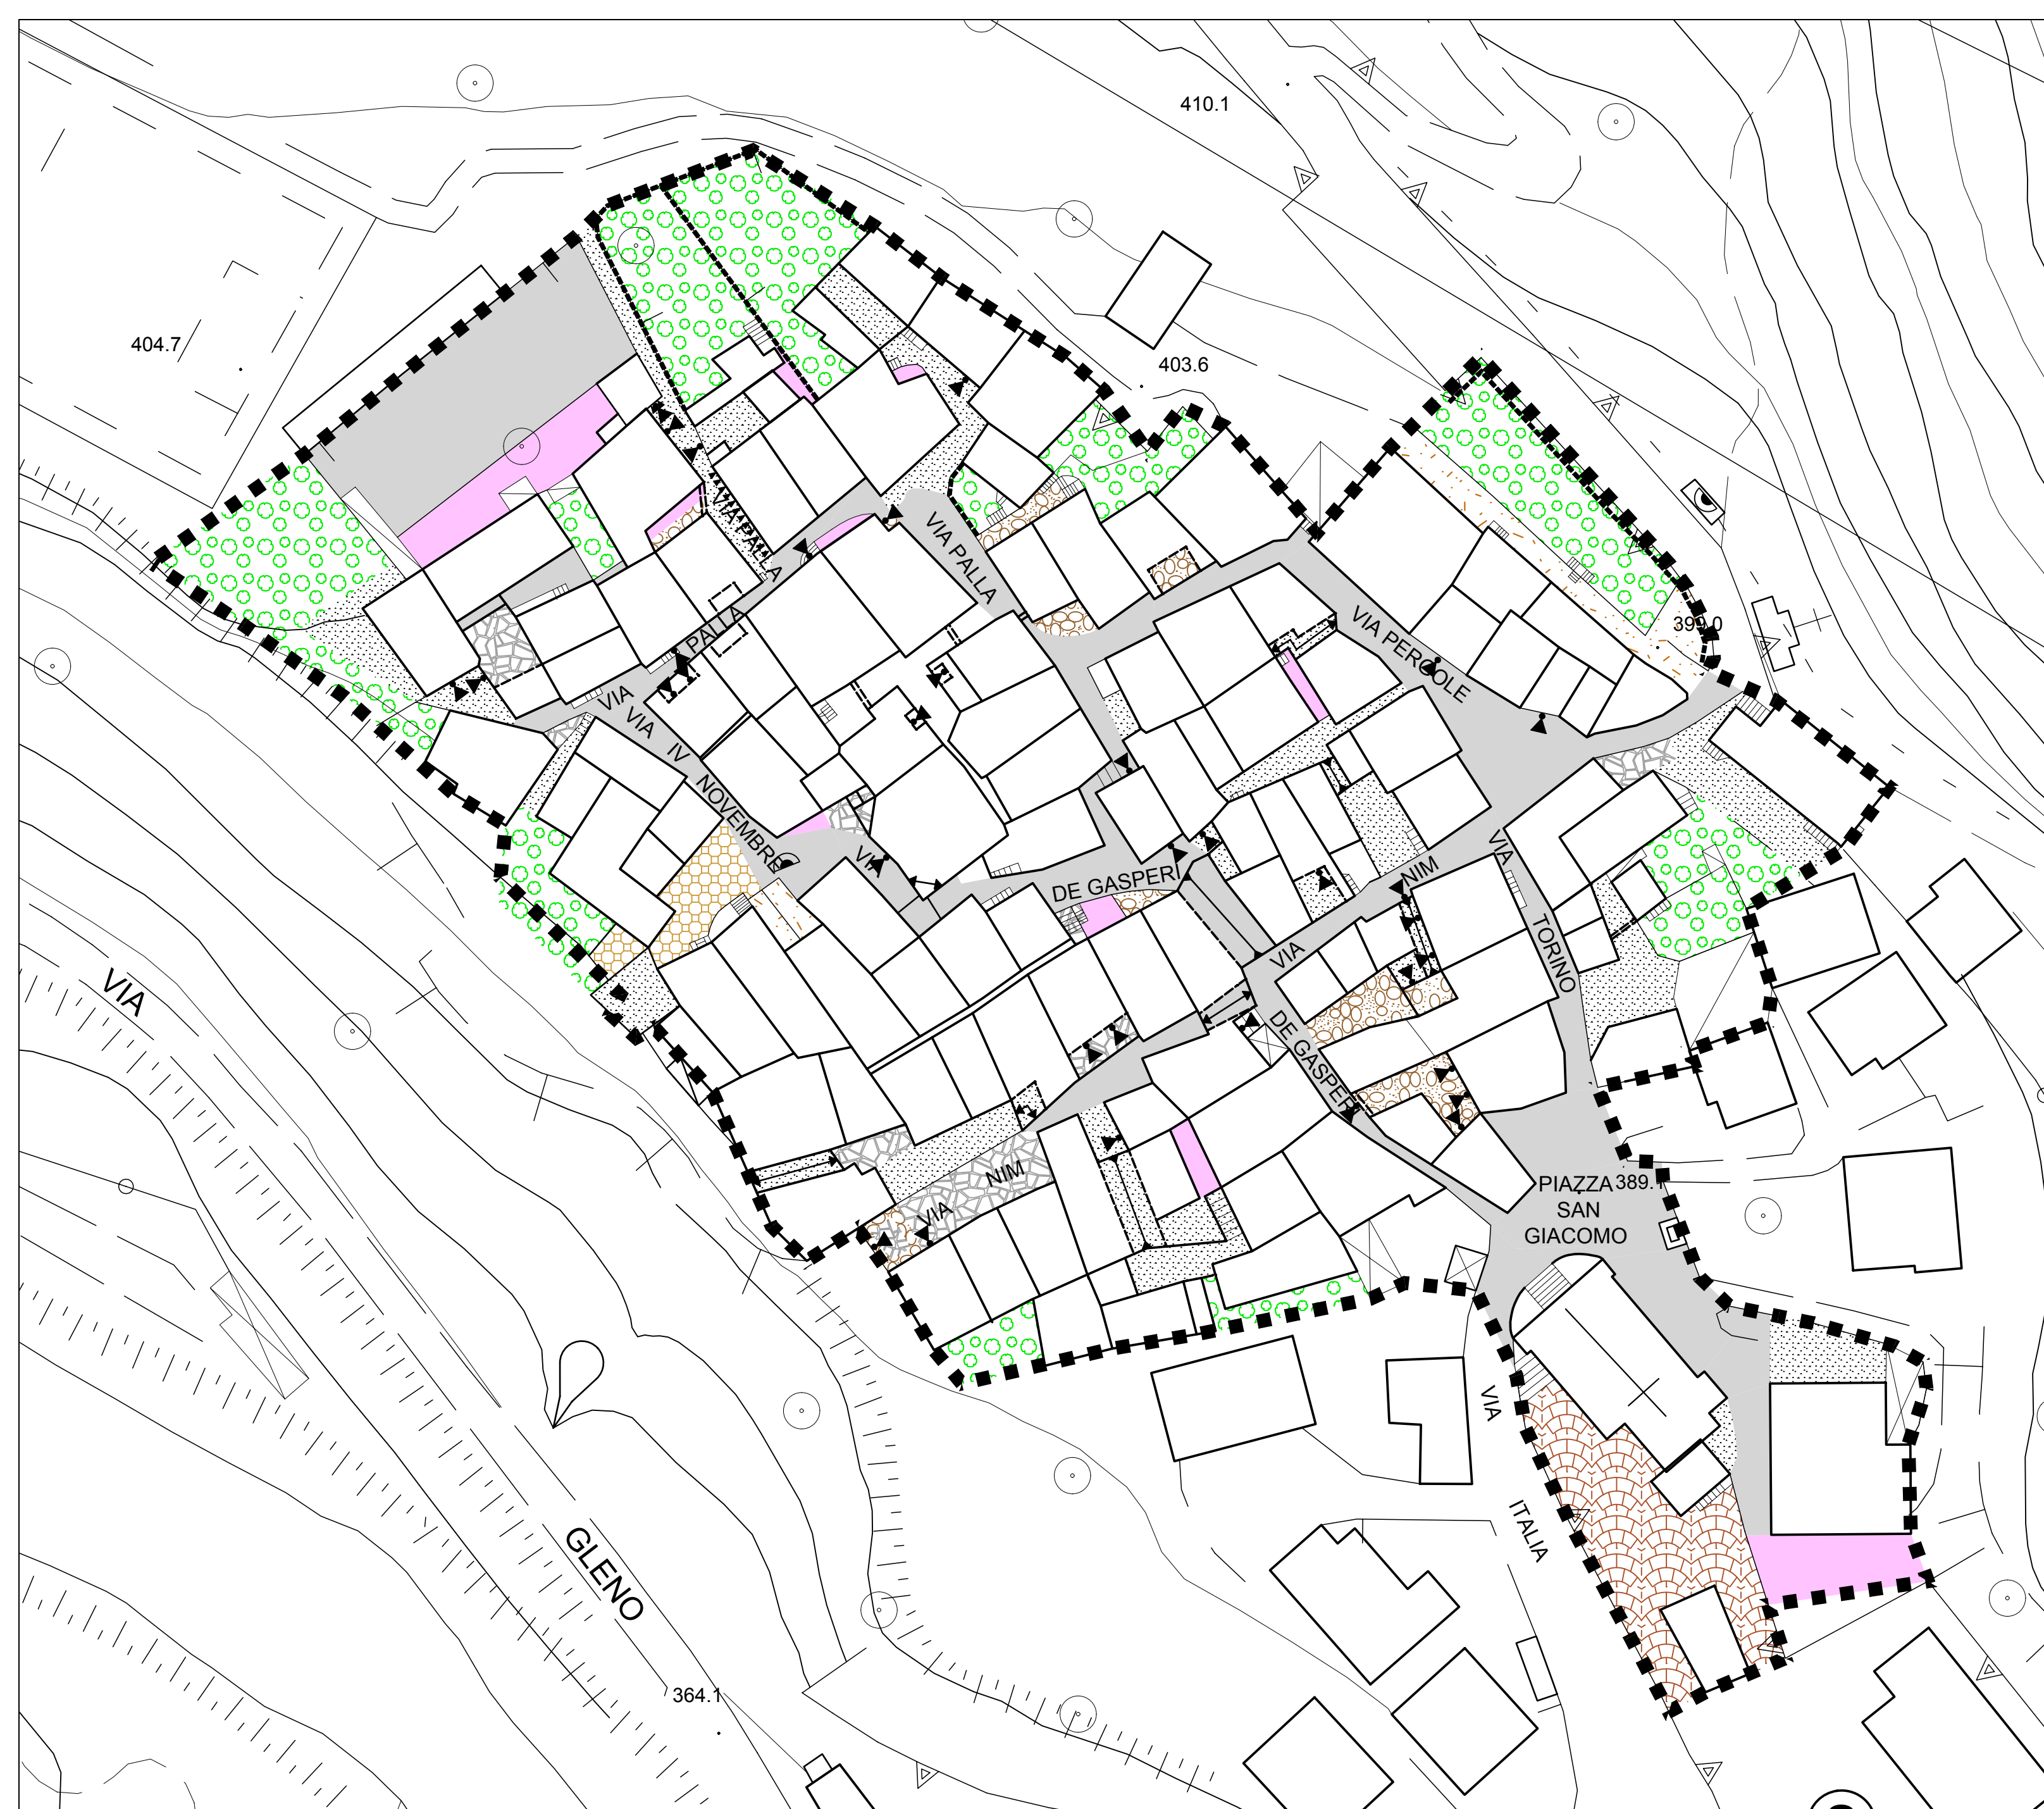 410.1
404.7
403.6
VIA PALLA
VIA PALLA
VIA PERGOLE
399.0
VIA PALLA
VIA IV NOVEMBRE
VIA
DE GASPERI
VIA NIM
VIA TORINO
DE GASPERI
VIA NIM
VIA
GLENO
PIAZZA
SAN
GIACOMO
389.1
VIA ITALIA
364.1